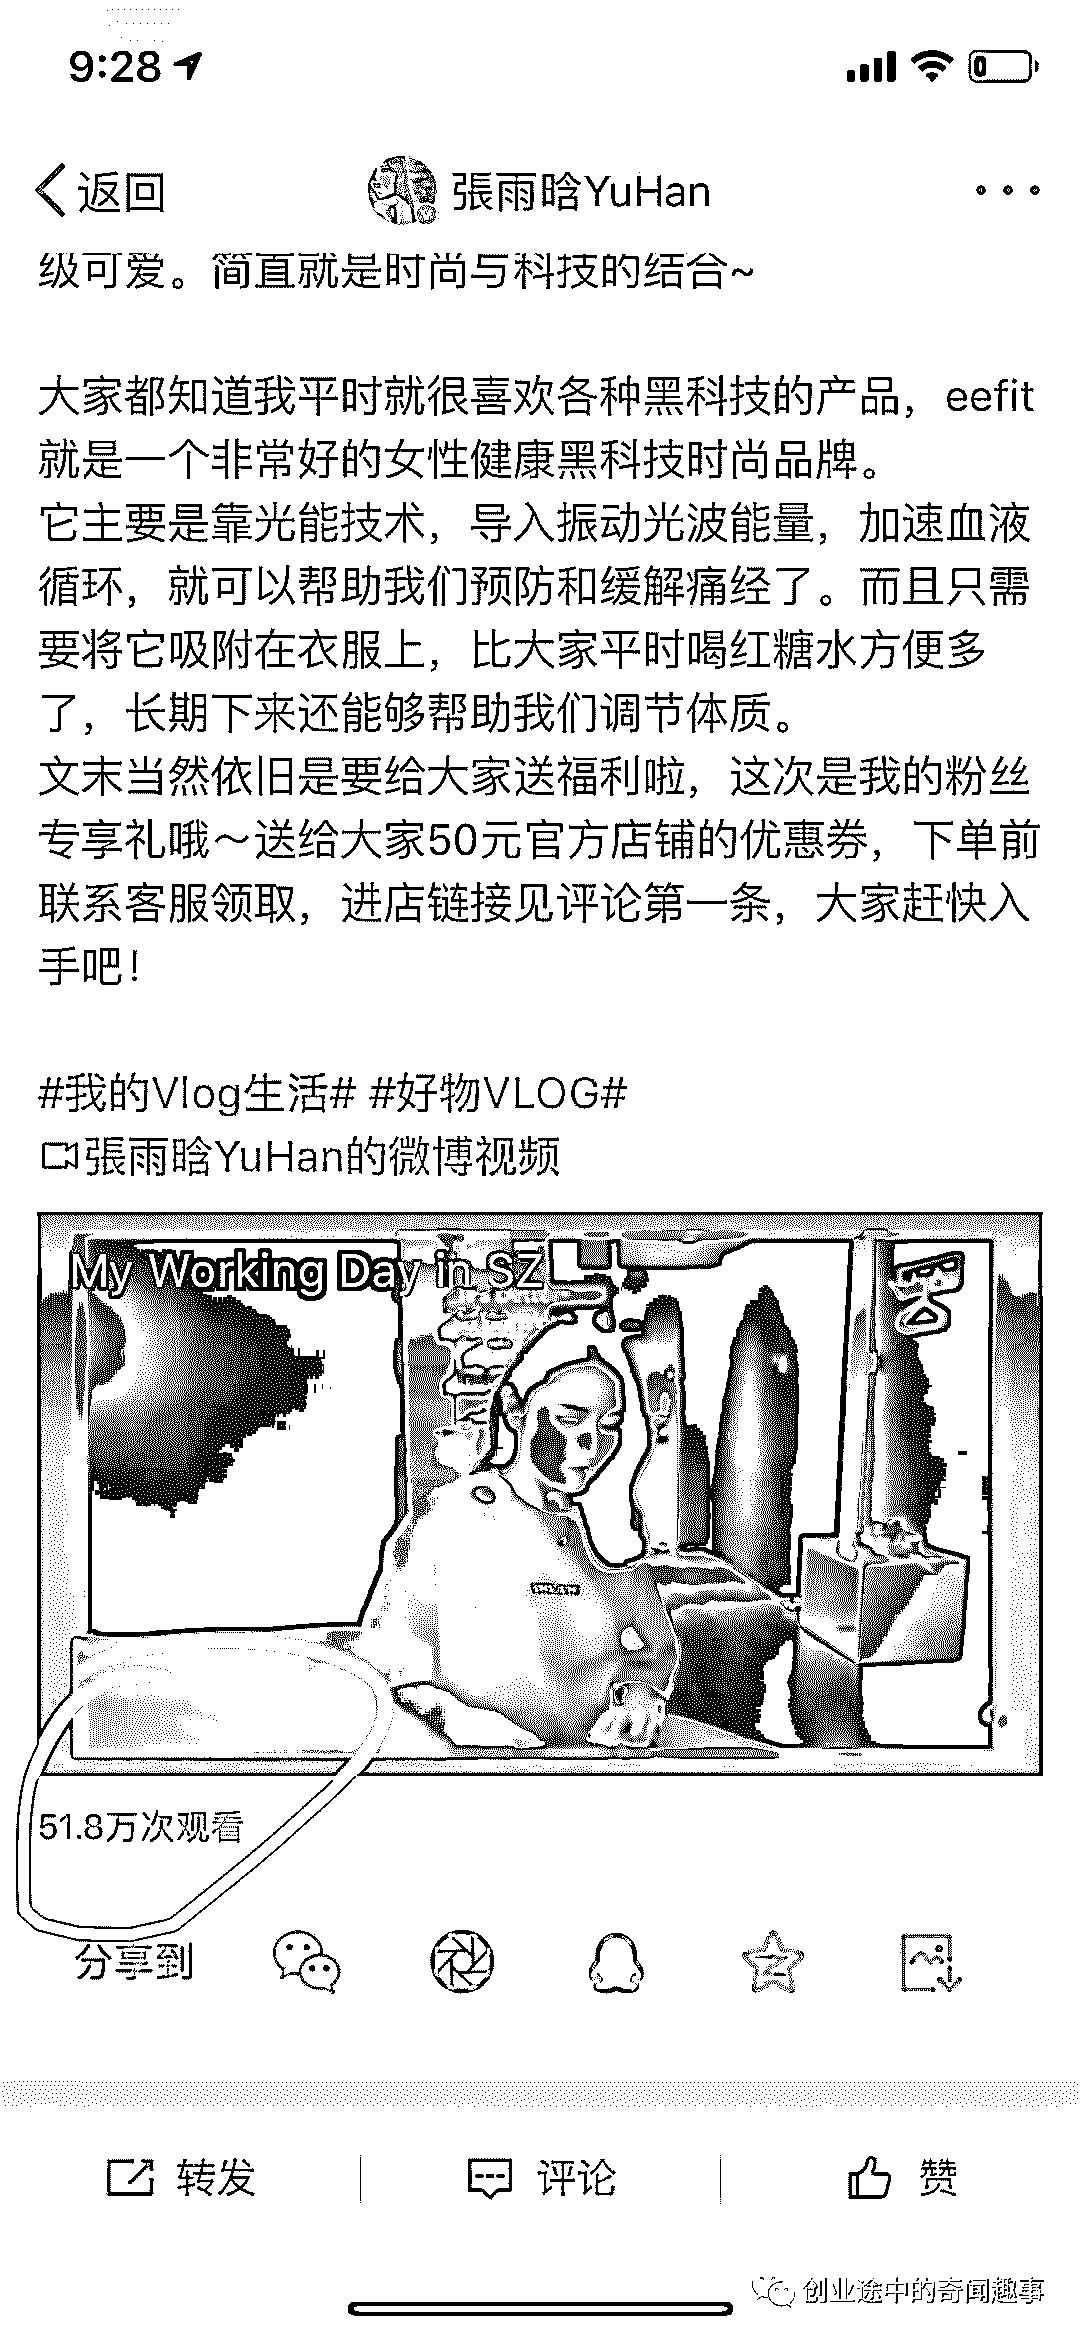 9:28
返回
張雨晗YuHan
级可爱。简直就是时尚与科技的结合~
大家都知道我平时就很喜欢各种黑科技的产品，eefit
就是一个非常好的女性健康黑科技时尚品牌。
它主要是靠光能技术，导入振动光波能量，加速血液
循环，就可以帮助我们预防和缓解痛经了。而且只需
要将它吸附在衣服上，比大家平时喝红糖水方便多
了，长期下来还能够帮助我们调节体质。
文末当然依旧是要给大家送福利啦，这次是我的粉丝
专享礼哦～送给大家50元官方店铺的优惠券，下单前
联系客服领取，进店链接见评论第一条，大家赶快入
手吧！
#我的Vlog生活# #好物VLOG#
張雨晗YuHan的微博视频
My Working Day in SZ
51.8万次观看
分享到
转发
评论
赞
创业途中的奇闻趣事